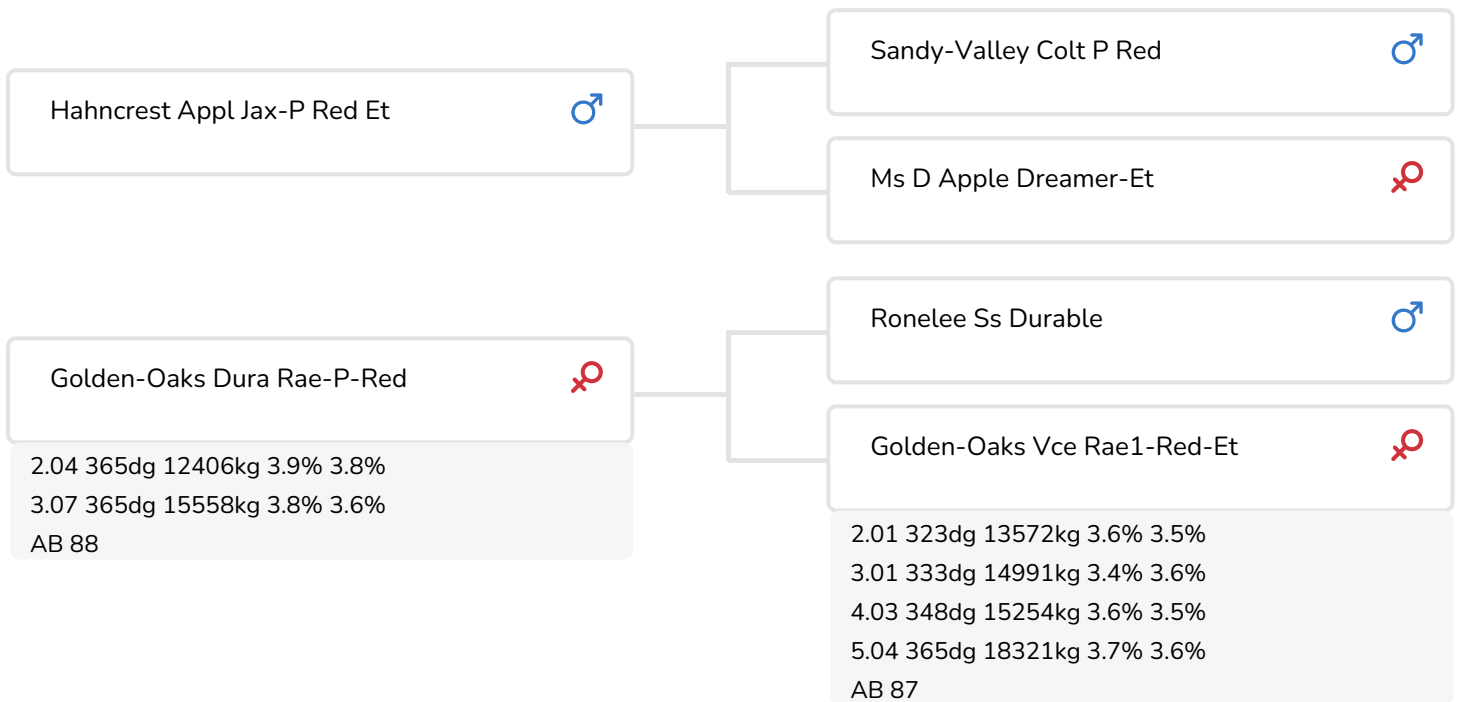 Sandy-Valley Colt P Red
Hahncrest Appl Jax-P Red Et
Ms D Apple Dreamer-Et
Ronelee Ss Durable
Golden-Oaks Dura Rae-P-Red
2.04 365dg 12406kg 3.9% 3.8%
3.07 365dg 15558kg 3.8% 3.6%
AB 88
Golden-Oaks Vce Rae1-Red-Et
2.01 323dg 13572kg 3.6% 3.5%
3.01 333dg 14991kg 3.4% 3.6%
4.03 348dg 15254kg 3.6% 3.5%
5.04 365dg 18321kg 3.7% 3.6%
AB 87